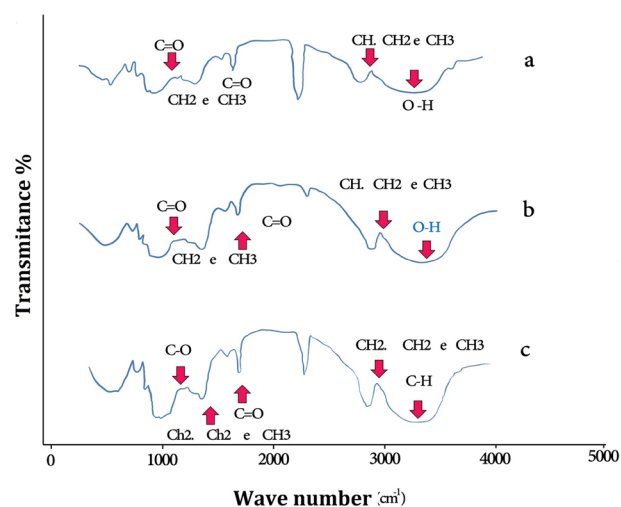 C=O
CH. CH2 e CH3
a
C=O
CH2 e CH3
O-H
CH. CH2 e CH3
C=O
C=O
O-H
b
CH2 e CH3
C-O
CH2. CH2 e CH3
c
C-H
C=O
Ch2. Ch2 e CH3
Transmitance %
0 1000 2000 3000 4000 5000
Wave number (cm-1)